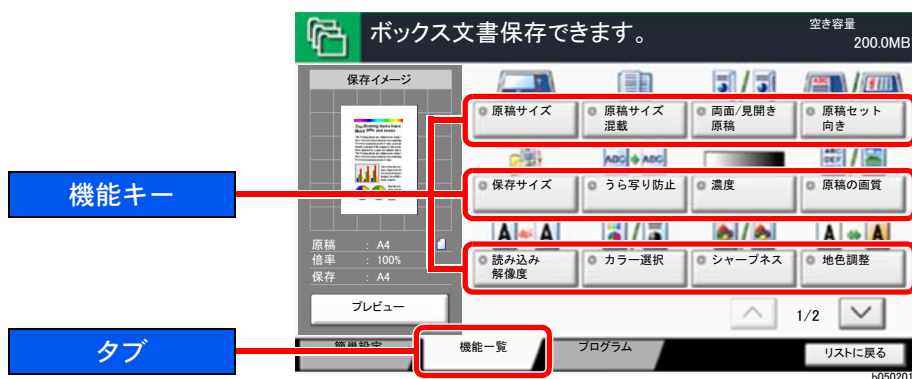 ボックス文書保存できます。
空き容量
200.0MB
保存イメージ
原稿サイズ
原稿サイズ
混載
両面/見開き
原稿
原稿セット
向き
機能キー
保存サイズ
うら写り防止
濃度
原稿の画質
原稿 : A4
倍率 : 100%
保存 : A4
読み込み
解像度
カラー選択
シャープネス
地色調整
プレビュー
1/2
タブ
簡単設定
機能一覧
プログラム
リストに戻る
b050201